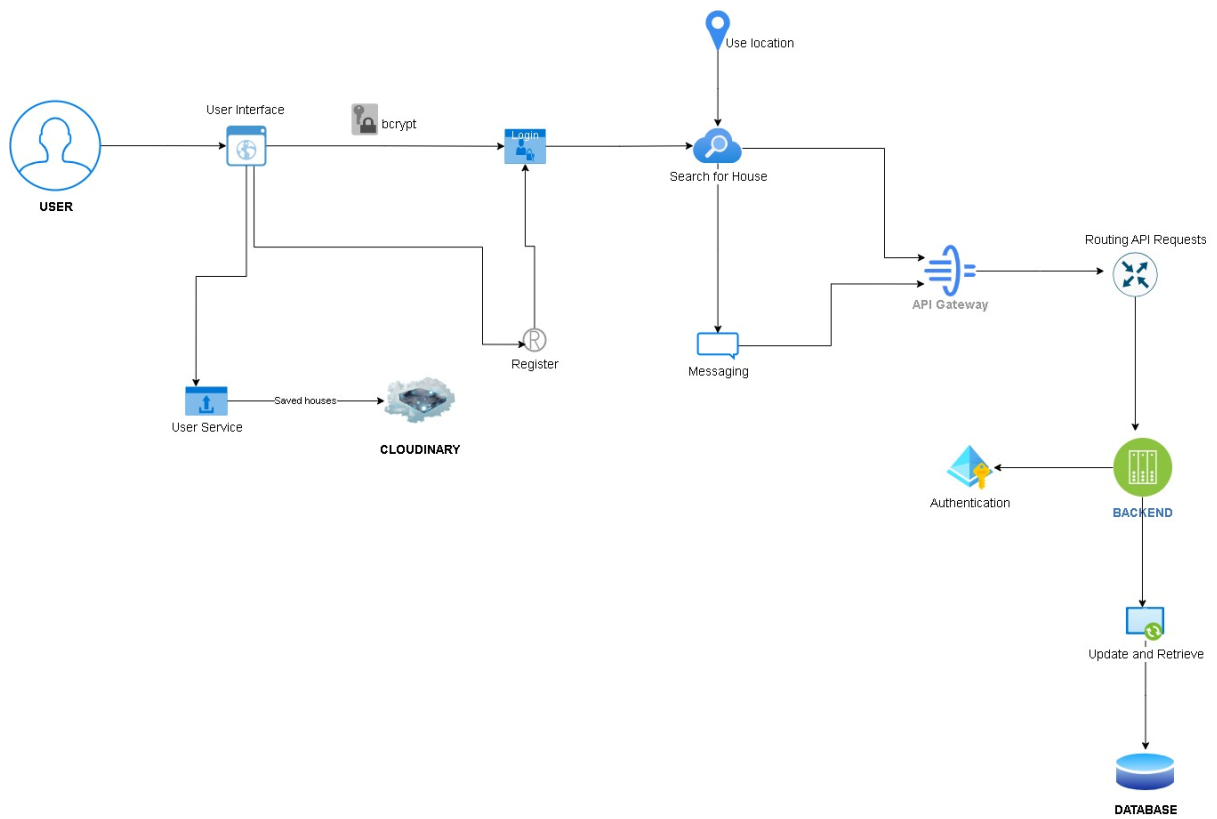 Use location
User Interface
bcrypt
Login
Search for House
USER
Routing API Requests
API Gateway
R
Register
Messaging
Saved houses
User Service
CLOUDINARY
Authentication
BACKEND
Update and Retrieve
DATABASE